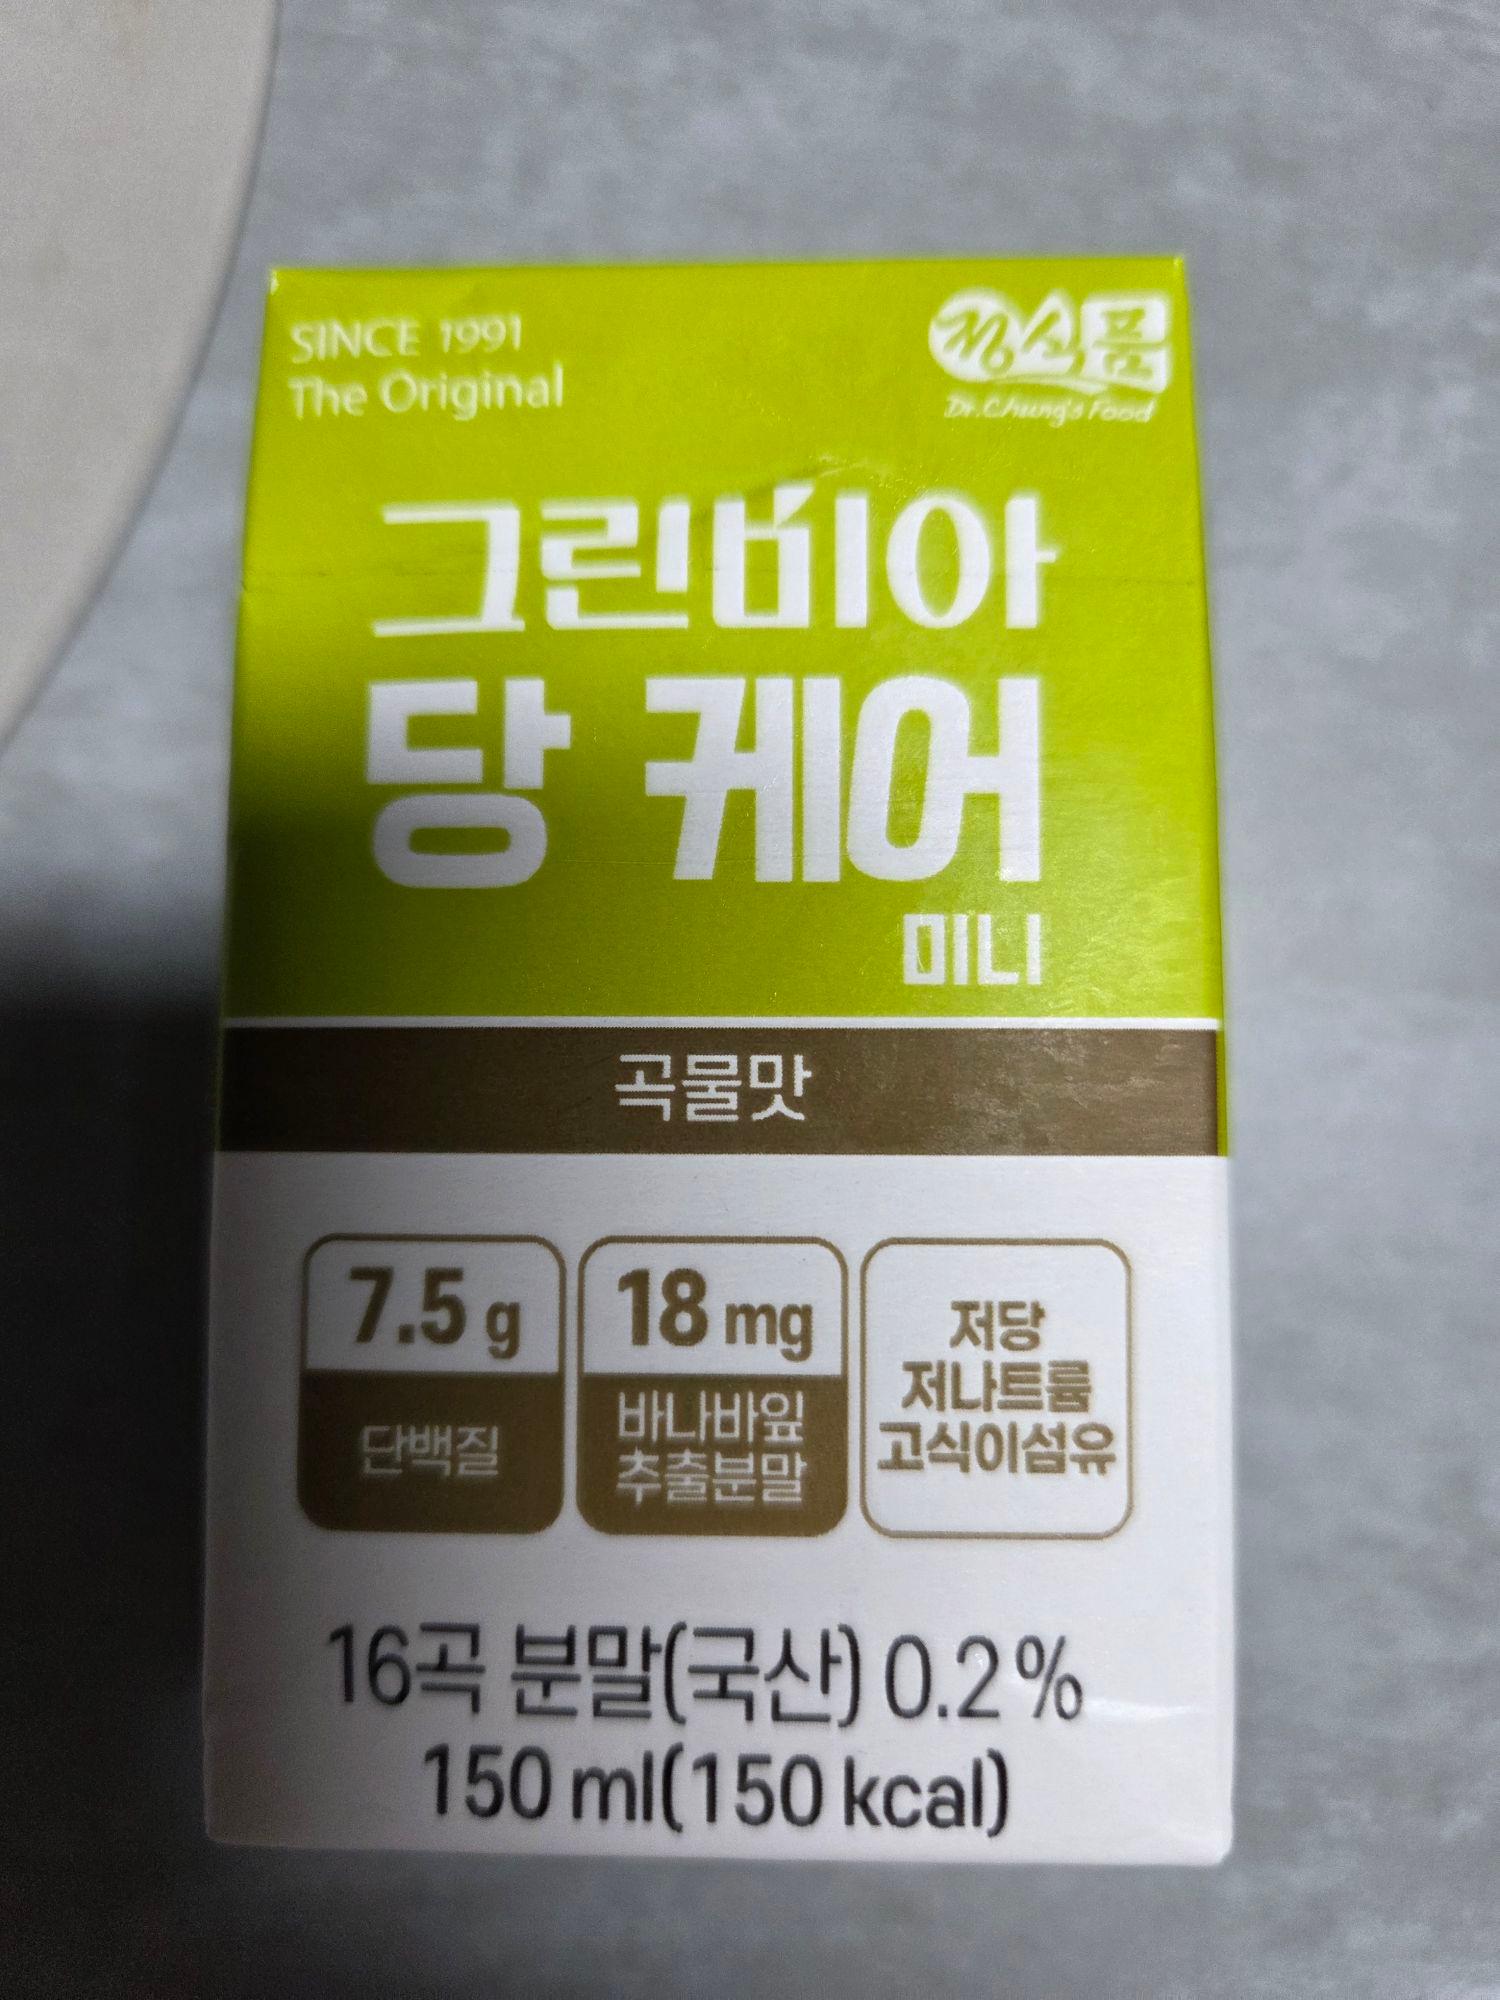 SINCE 1991
The Original
정식품
Dr.Chung's Food
그린비아
당 케어
미니
곡물맛
7.5 g
단백질
18 mg
바나바잎
추출분말
저당
저나트륨
고식이섬유
16곡 분말(국산) 0.2%
150 ml(150 kcal)